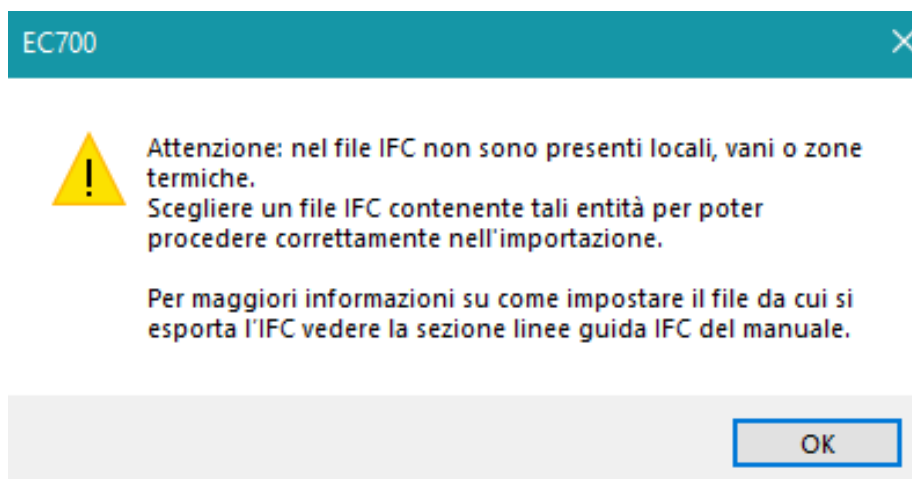 EC700
Attenzione: nel file IFC non sono presenti locali, vani o zone
termiche.
Scegliere un file IFC contenente tali entità per poter
procedere correttamente nell'importazione.
Per maggiori informazioni su come impostare il file da cui si
esporta l'IFC vedere la sezione linee guida IFC del manuale.
OK